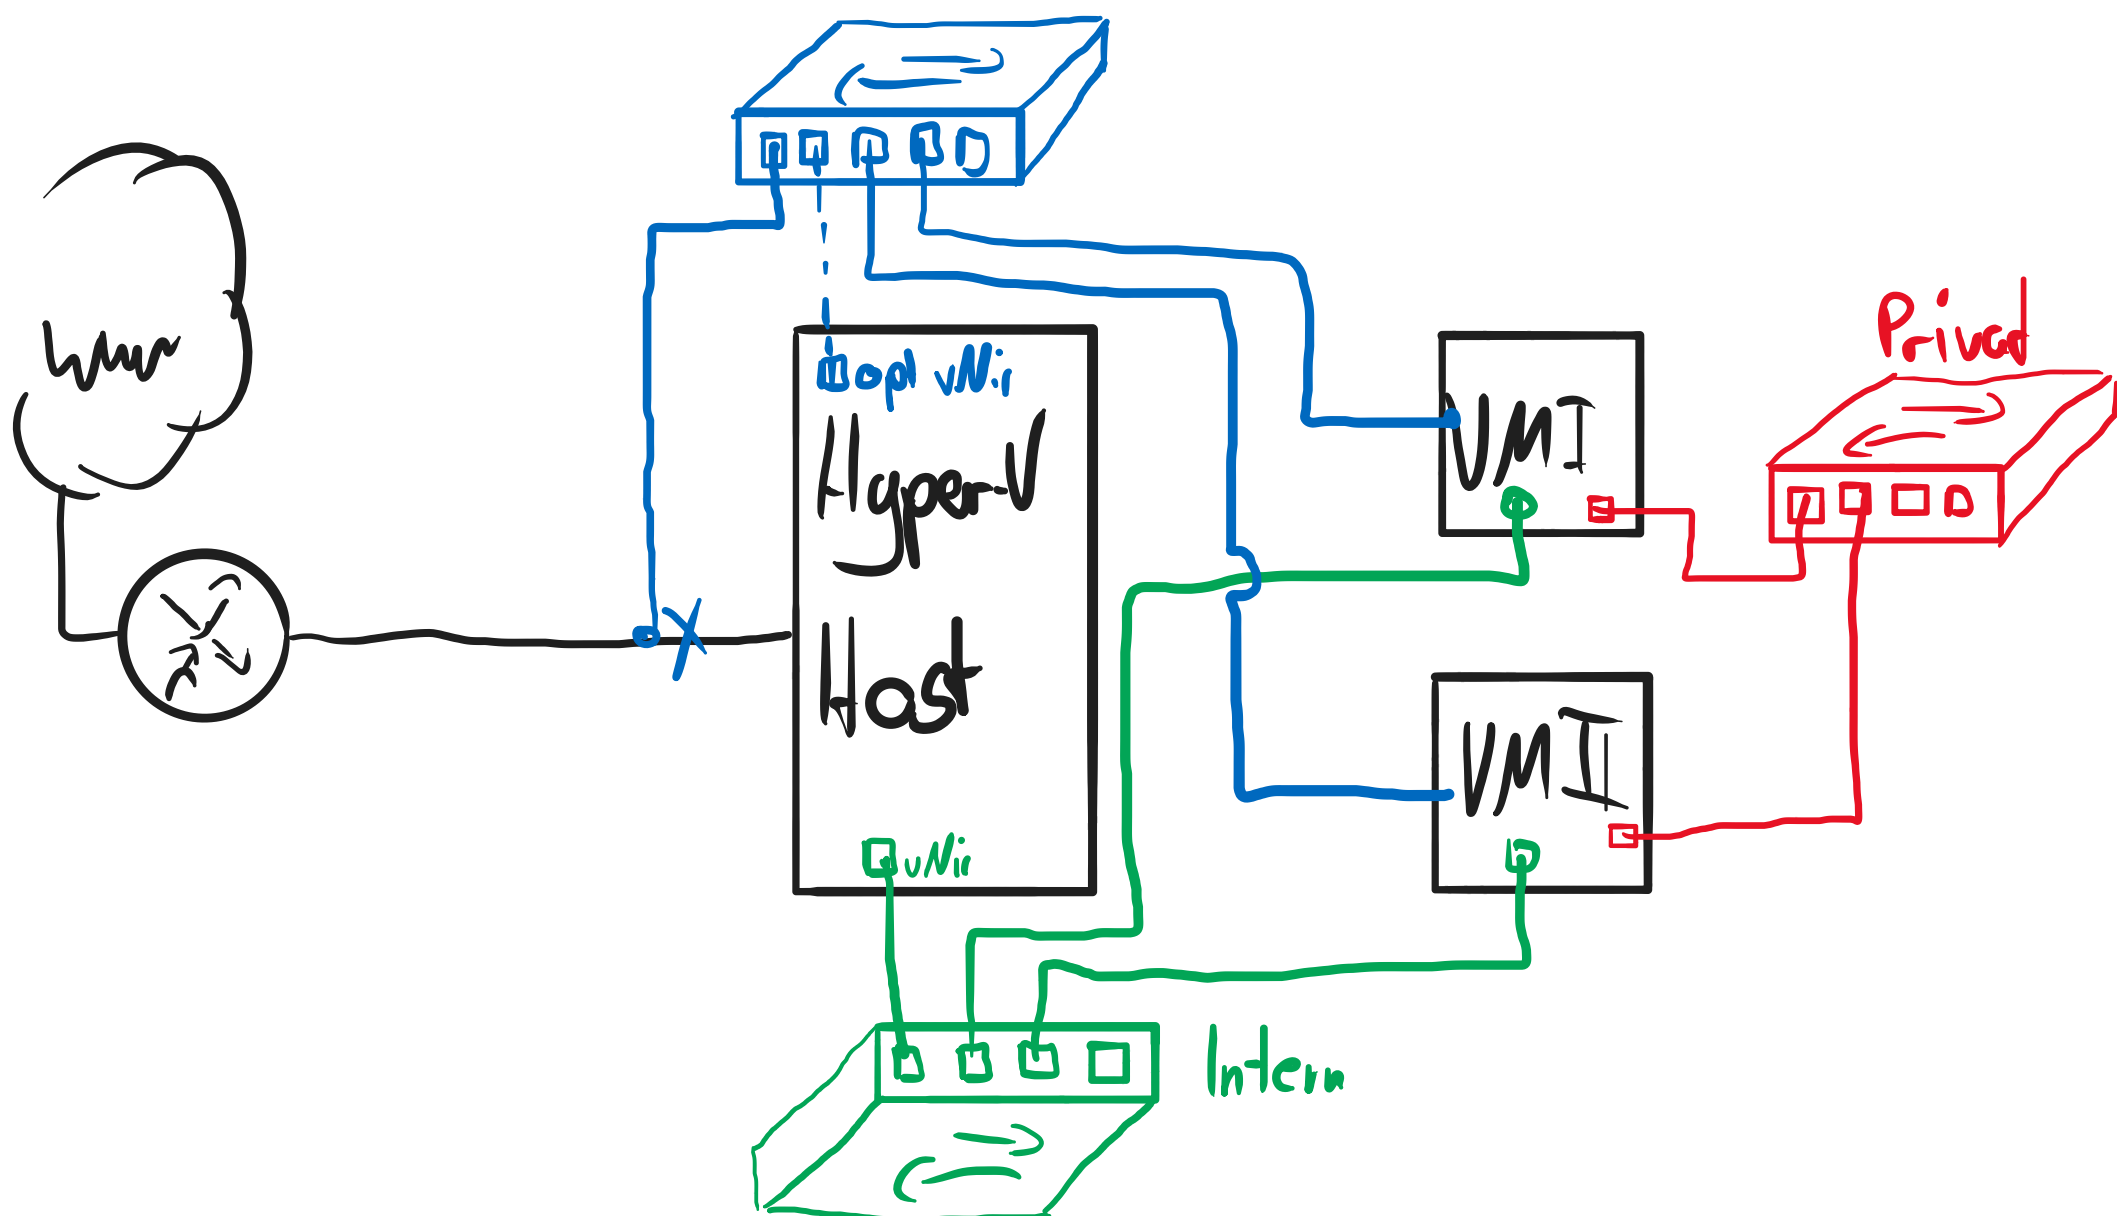 www
opt vNic
Hyper-V
Host
vNic
VM I
VM II
Privat
Intern